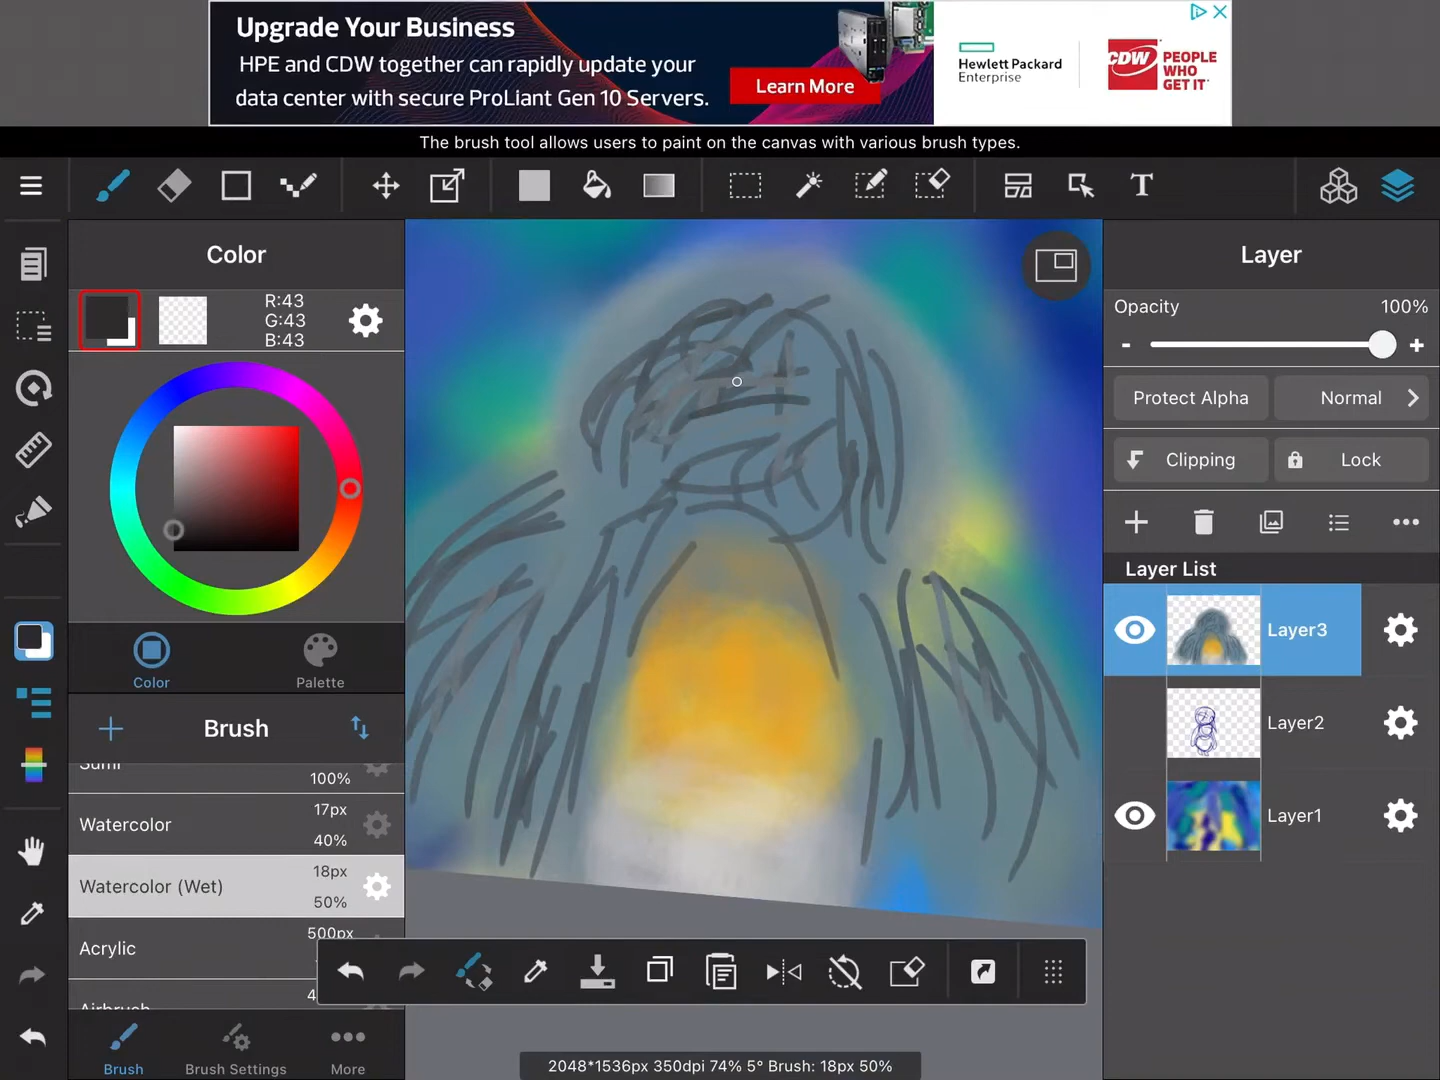 Upgrade Your Business
HPE and CDW together can rapidly update your
data center with secure ProLiant Gen 10 Servers.
Learn More
Hewlett Packard
Enterprise
CDW
PEOPLE
WHO
GET IT
The brush tool allows users to paint on the canvas with various brush types.
T
Color
R:43
G:43
B:43
Color
Palette
Brush
Sumi
100%
Watercolor
17px
40%
Watercolor (Wet)
18px
50%
Acrylic
500px
Airbrush
4
Brush
Brush Settings
More
2048*1536px 350dpi 74% 5° Brush: 18px 50%
Layer
Opacity
100%
-
+
Protect Alpha
Normal
Clipping
Lock
Layer List
Layer3
Layer2
Layer1